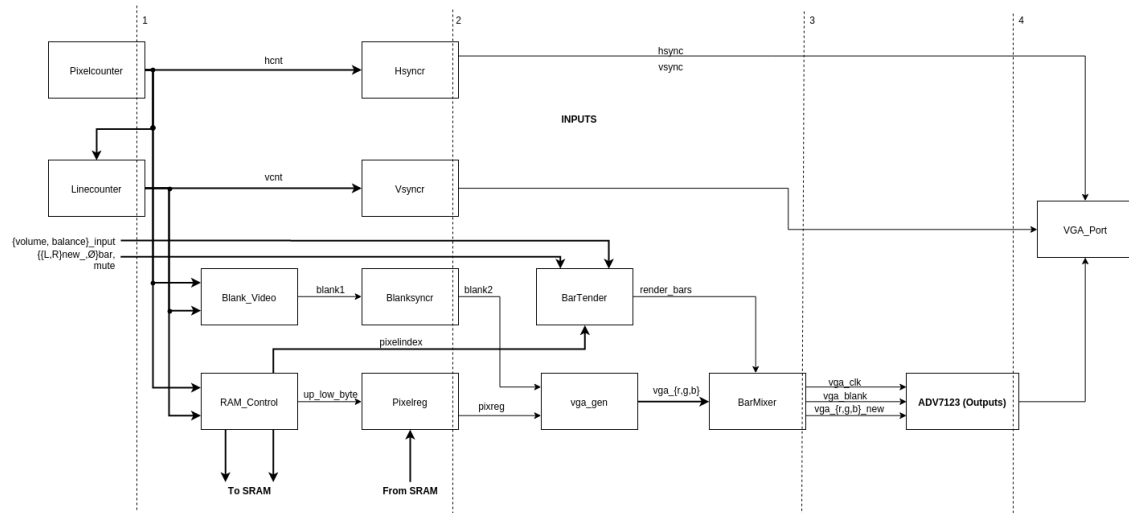 1
2
3
4
Pixelcounter
hcnt
Hsyncr
hsync
vsync
INPUTS
Linecounter
vcnt
Vsyncr
VGA_Port
{volume, balance}_input
{{L,R}new_,Ø}bar,
mute
Blank_Video
blank1
Blanksyncr
blank2
BarTender
render_bars
pixelindex
RAM_Control
up_low_byte
Pixelreg
pixreg
vga_gen
vga_{r,g,b}
BarMixer
vga_clk
vga_blank
vga_{r,g,b}_new
ADV7123 (Outputs)
To SRAM
From SRAM